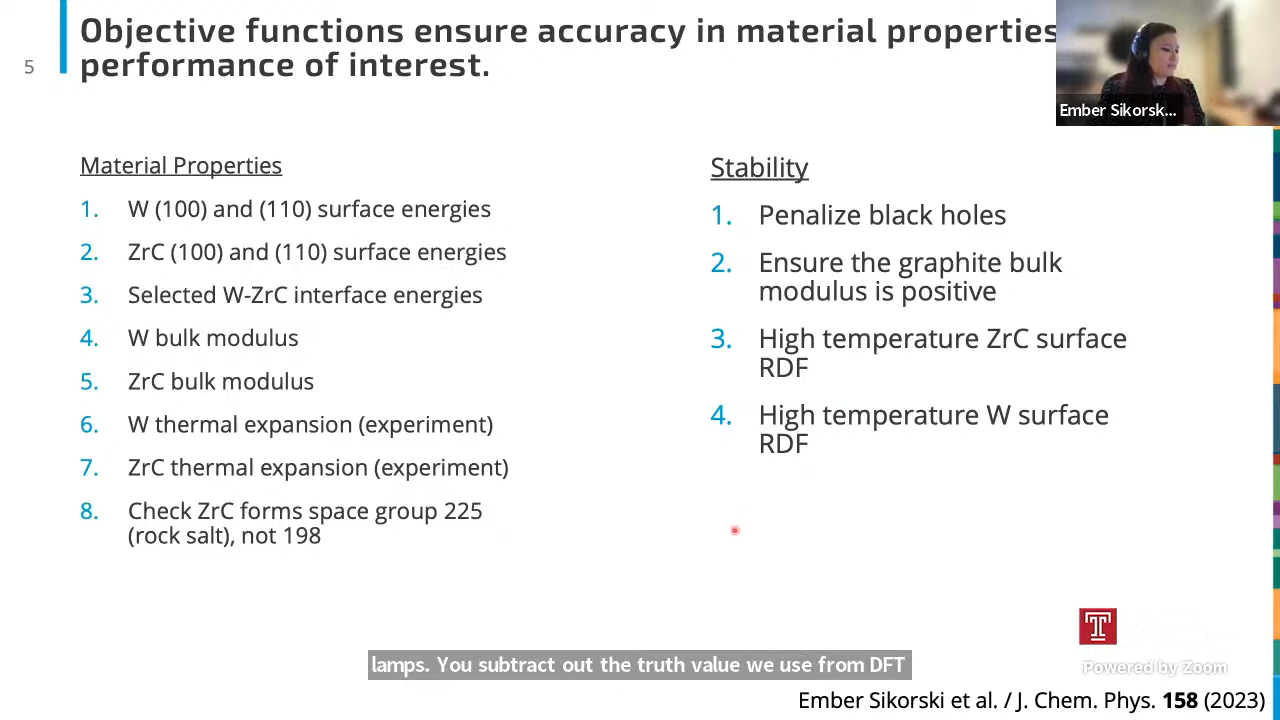 Objective functions ensure accuracy in material properties
performance of interest.
5
Ember Sikorsk...
Material Properties
1. W (100) and (110) surface energies
2. ZrC (100) and (110) surface energies
3. Selected W-ZrC interface energies
4. W bulk modulus
5. ZrC bulk modulus
6. W thermal expansion (experiment)
7. ZrC thermal expansion (experiment)
8. Check ZrC forms space group 225
(rock salt), not 198
Stability
1. Penalize black holes
2. Ensure the graphite bulk
modulus is positive
3. High temperature ZrC surface
RDF
4. High temperature W surface
RDF
lamps. You subtract out the truth value we use from DFT
Powered by Zoom
Ember Sikorski et al. / J. Chem. Phys. 158 (2023)